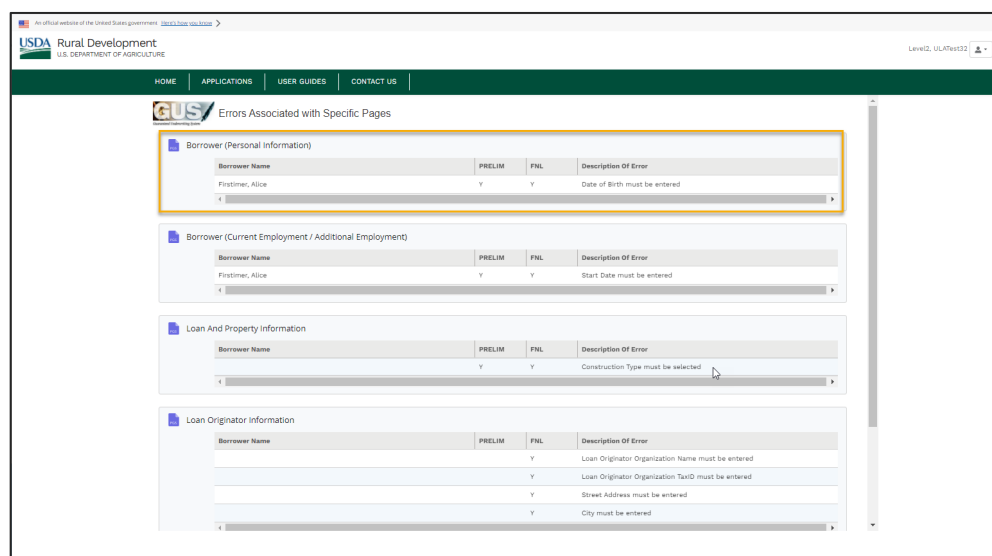 An official website of the United States government Here's how you know
USDA Rural Development
U.S. DEPARTMENT OF AGRICULTURE
Level2, ULATest32
HOME APPLICATIONS USER GUIDES CONTACT US
GUS Errors Associated with Specific Pages
Borrower (Personal Information)
Borrower Name PRELIM FNL Description Of Error
Firstimer, Alice Y Y Date of Birth must be entered
Borrower (Current Employment / Additional Employment)
Borrower Name PRELIM FNL Description Of Error
Firstimer, Alice Y Y Start Date must be entered
Loan And Property Information
Borrower Name PRELIM FNL Description Of Error
Y Y Construction Type must be selected
Loan Originator Information
Borrower Name PRELIM FNL Description Of Error
Y Loan Originator Organization Name must be entered
Y Loan Originator Organization TaxID must be entered
Y Street Address must be entered
Y City must be entered